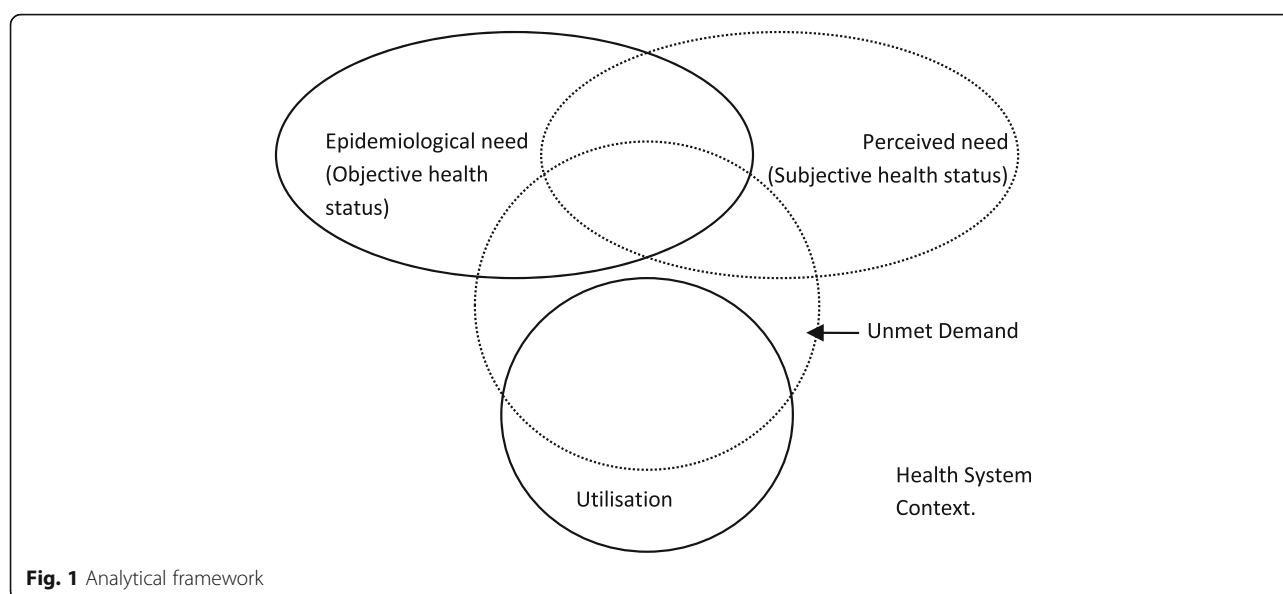 Epidemiological need
(Objective health
status)
Perceived need
(Subjective health status)
Unmet Demand
Health System
Context.
Utilisation
Fig. 1 Analytical framework